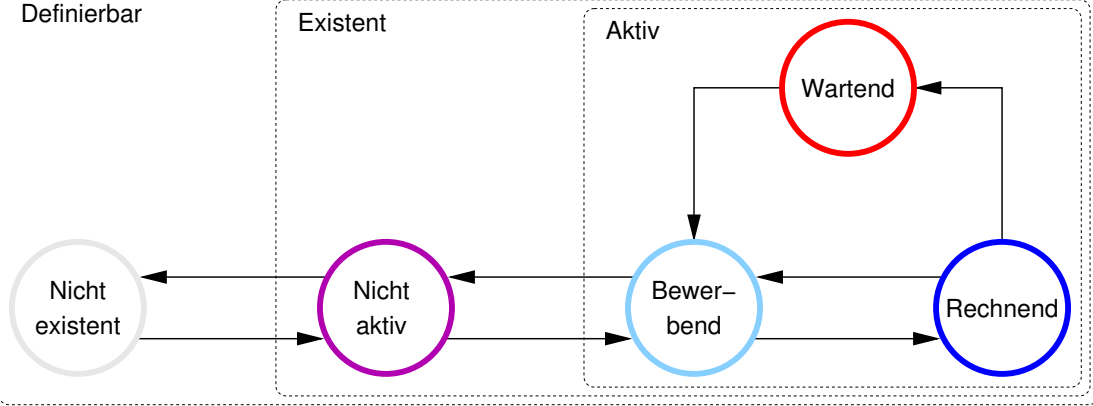 Definierbar
Existent
Aktiv
Wartend
Nicht
existent
Nicht
aktiv
Bewer–
bend
Rechnend